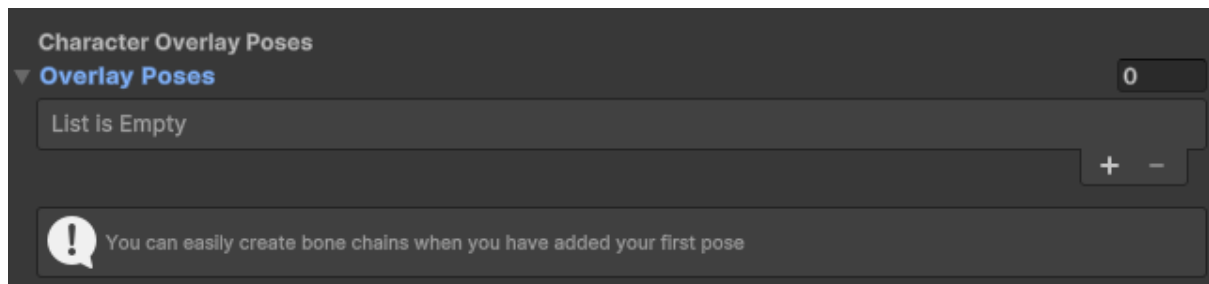 Character Overlay Poses
Overlay Poses 0
List is Empty
+ −
You can easily create bone chains when you have added your first pose